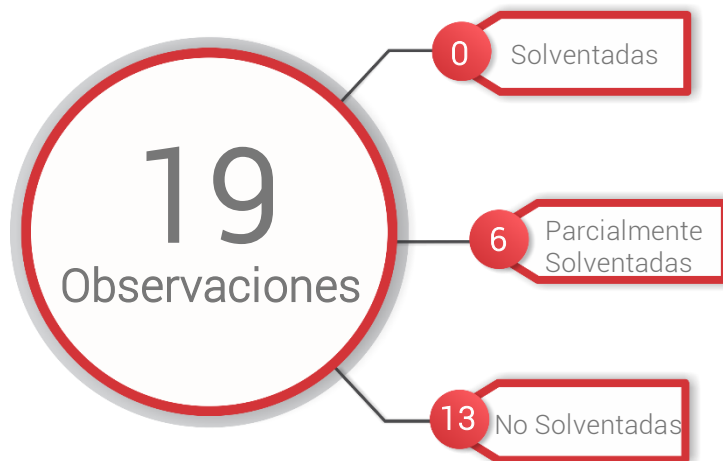 19
Observaciones
0
Solventadas
6
Parcialmente
Solventadas
13
No Solventadas